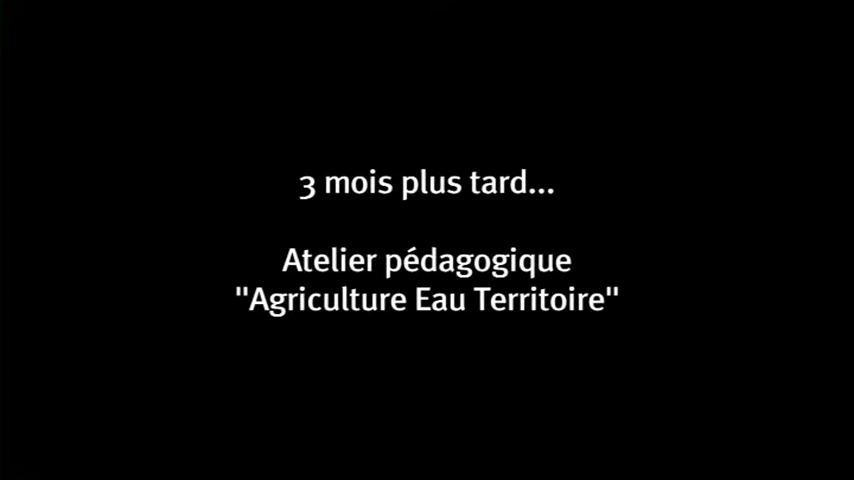 3 mois plus tard...
Atelier pédagogique
"Agriculture Eau Territoire"